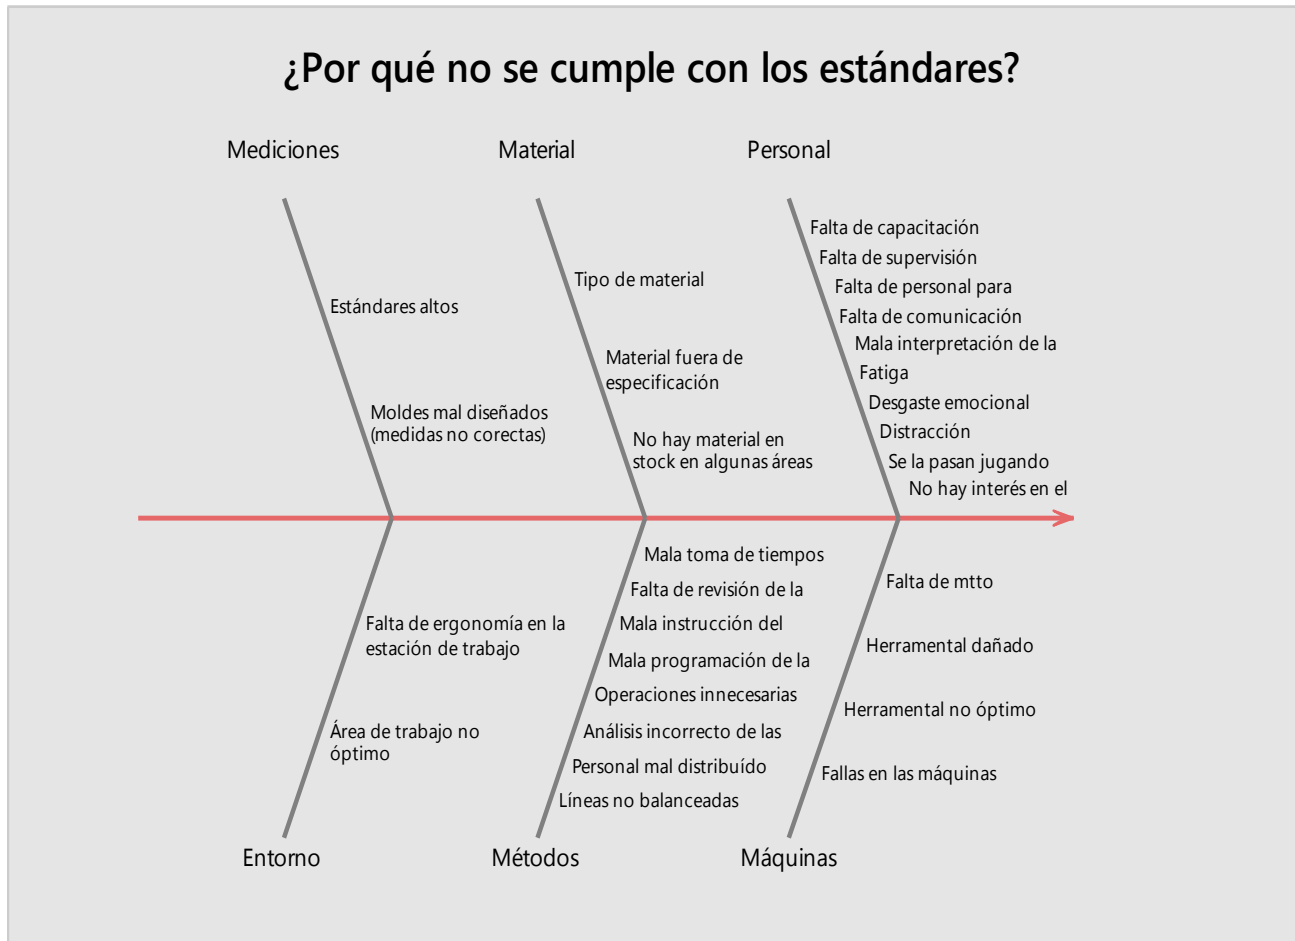 ¿Por qué no se cumple con los estándares?
Mediciones
Material
Personal
Estándares altos
Moldes mal diseñados
(medidas no corectas)
Tipo de material
Material fuera de
especificación
No hay material en
stock en algunas áreas
Falta de capacitación
Falta de supervisión
Falta de personal para
Falta de comunicación
Mala interpretación de la
Fatiga
Desgaste emocional
Distracción
Se la pasan jugando
No hay interés en el
Falta de ergonomía en la
estación de trabajo
Área de trabajo no
óptimo
Mala toma de tiempos
Falta de revisión de la
Mala instrucción del
Mala programación de la
Operaciones innecesarias
Análisis incorrecto de las
Personal mal distribuído
Líneas no balanceadas
Falta de mtto
Herramental dañado
Herramental no óptimo
Fallas en las máquinas
Entorno
Métodos
Máquinas